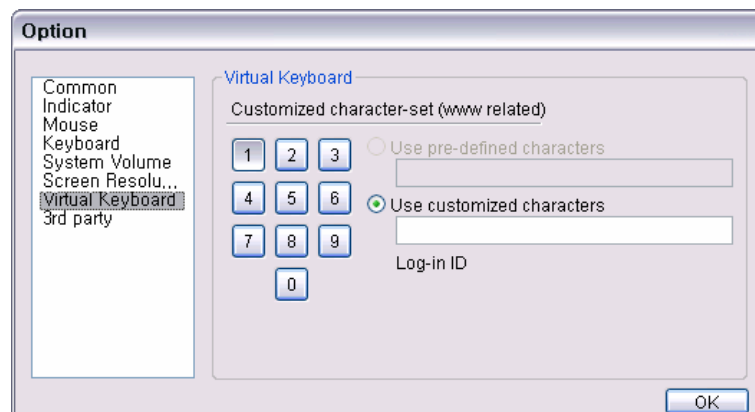 Option
Common
Indicator
Mouse
Keyboard
System Volume
Screen Resolu...
Virtual Keyboard
3rd party
Virtual Keyboard
Customized character-set (www related)
1 2 3
4 5 6
7 8 9
0
Use pre-defined characters
Use customized characters
Log-in ID
OK